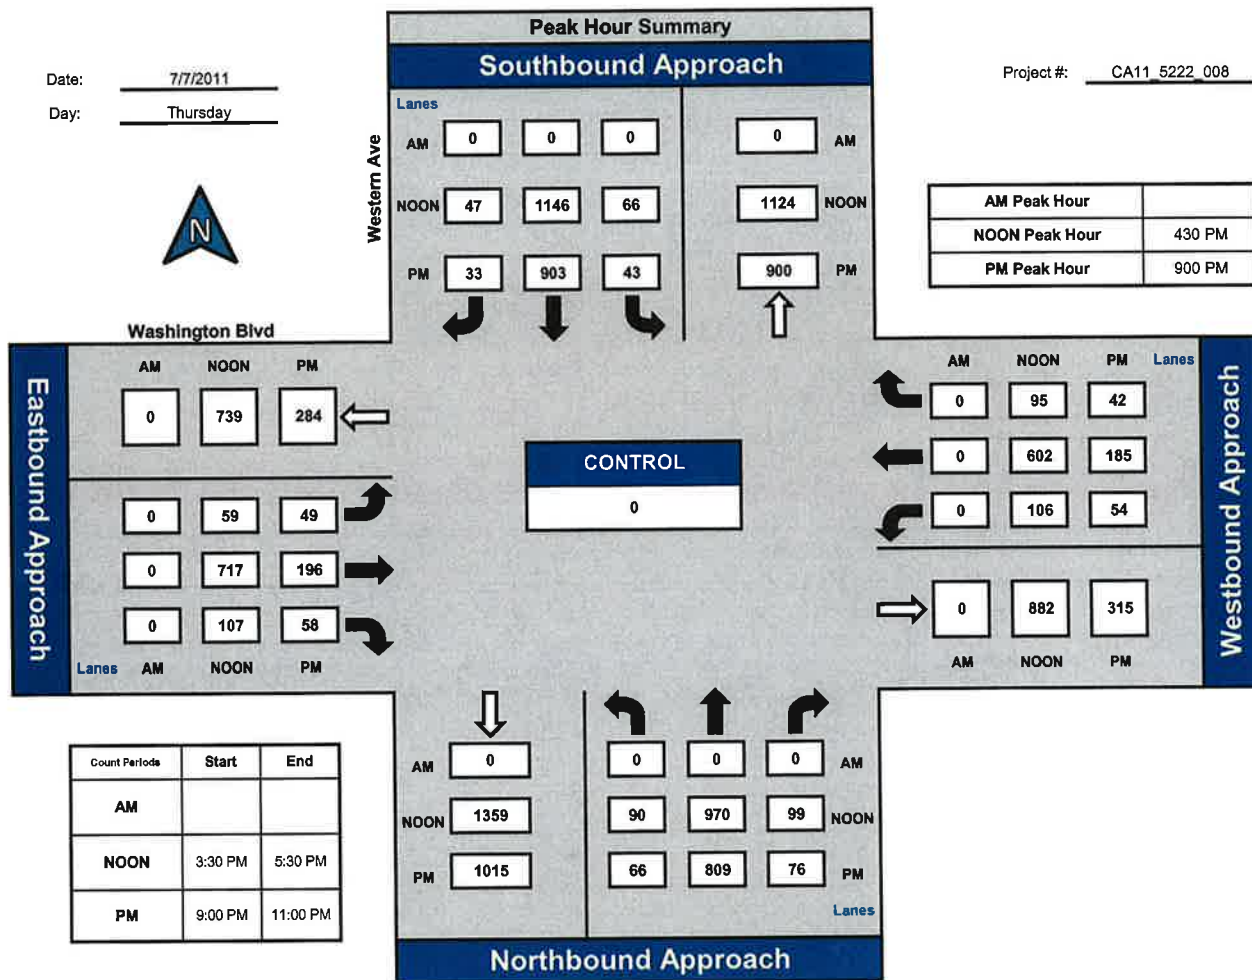 Peak Hour Summary
Southbound Approach
Date: 7/7/2011
Day: Thursday
Project #: CA11_5222_008
N
Western Ave
Lanes
AM 0 0 0 0 AM
NOON 47 1146 66 1124 NOON
PM 33 903 43 900 PM
AM Peak Hour
NOON Peak Hour 430 PM
PM Peak Hour 900 PM
Washington Blvd
Eastbound Approach
AM NOON PM
0 739 284
0 59 49
0 717 196
0 107 58
Lanes AM NOON PM
CONTROL
0
AM NOON PM Lanes
0 95 42
0 602 185
0 106 54
0 882 315
AM NOON PM
Westbound Approach
Count Periods Start End
AM
NOON 3:30 PM 5:30 PM
PM 9:00 PM 11:00 PM
AM 0 0 0 0 AM
NOON 1359 90 970 99 NOON
PM 1015 66 809 76 PM
Lanes
Northbound Approach